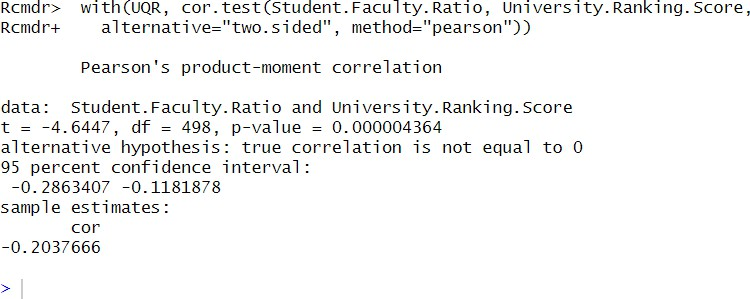 Rcmdr>  with(UQR, cor.test(Student.Faculty.Ratio, University.Ranking.Score,
Rcmdr+    alternative="two.sided", method="pearson"))
Pearson's product-moment correlation
data:  Student.Faculty.Ratio and University.Ranking.Score
t = -4.6447, df = 498, p-value = 0.000004364
alternative hypothesis: true correlation is not equal to 0
95 percent confidence interval:
 -0.2863407 -0.1181878
sample estimates:
       cor
-0.2037666
>